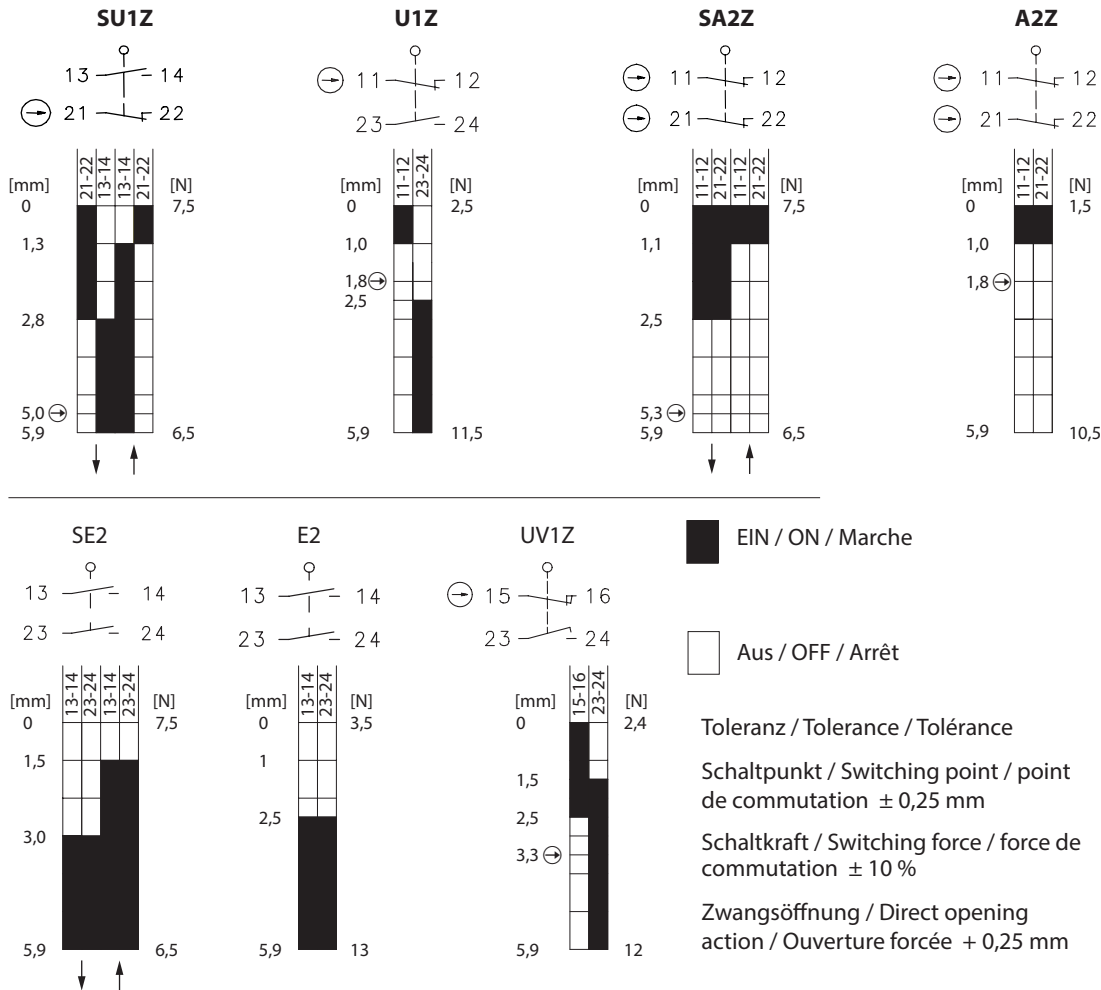 SU1Z
13 14
21 22
[mm] 21-22 13-14 13-14 21-22 [N]
0 7,5
1,3
2,8
5,0
5,9 6,5
U1Z
11 12
23 24
[mm] 11-12 23-24 [N]
0 2,5
1,0
1,8
2,5
5,9 11,5
SA2Z
11 12
21 22
[mm] 11-12 21-22 11-12 21-22 [N]
0 7,5
1,1
2,5
5,3
5,9 6,5
A2Z
11 12
21 22
[mm] 11-12 21-22 [N]
0 1,5
1,0
1,8
5,9 10,5
SE2
13 14
23 24
[mm] 13-14 23-24 13-14 23-24 [N]
0 7,5
1,5
3,0
5,9 6,5
E2
13 14
23 24
[mm] 13-14 23-24 [N]
0 3,5
1
2,5
5,9 13
UV1Z
15 16
23 24
[mm] 15-16 23-24 [N]
0 2,4
1,5
2,5
3,3
5,9 12
EIN / ON / Marche
Aus / OFF / Arrêt
Toleranz / Tolerance / Tolérance
Schaltpunkt / Switching point / point
de commutation ± 0,25 mm
Schaltkraft / Switching force / force de
commutation ± 10 %
Zwangsöffnung / Direct opening
action / Ouverture forcée + 0,25 mm